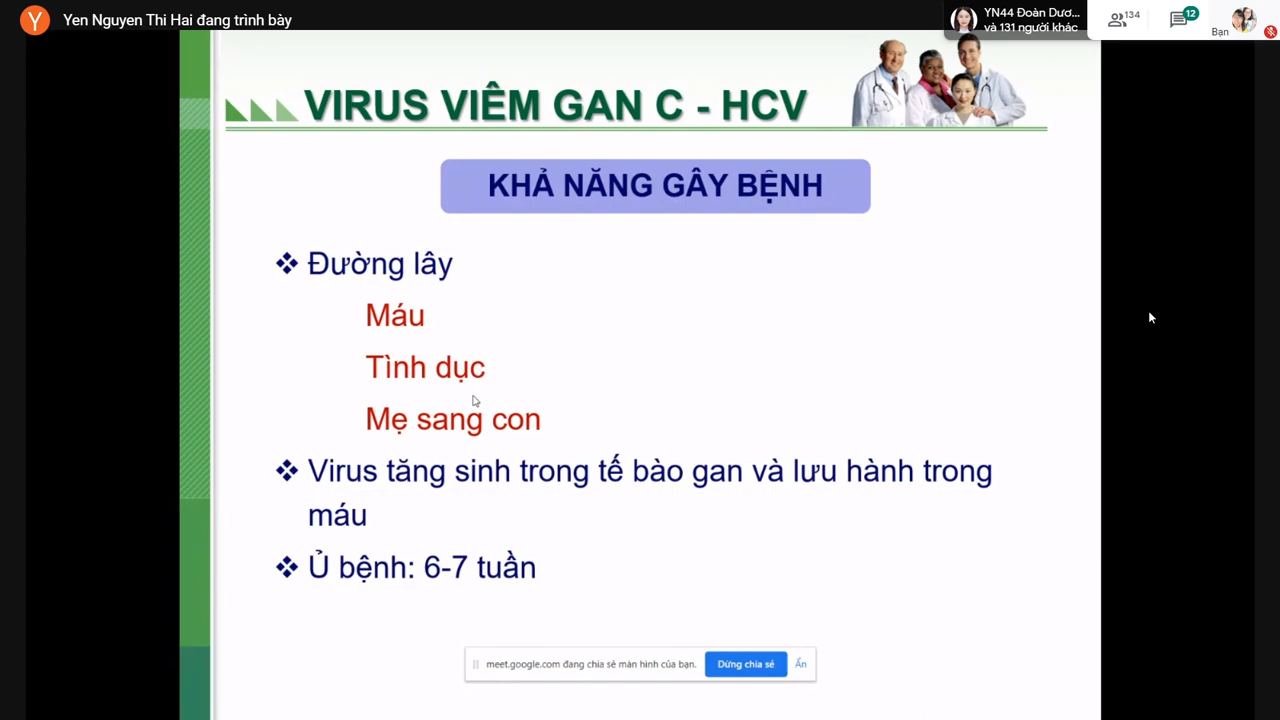 Y Yen Nguyen Thi Hai đang trình bày
YN44 Đoàn Dươ...
và 131 người khác
134
12
Bạn
VIRUS VIÊM GAN C - HCV
KHẢ NĂNG GÂY BỆNH
❖ Đường lây
Máu
Tình dục
Mẹ sang con
❖ Virus tăng sinh trong tế bào gan và lưu hành trong
máu
❖ Ủ bệnh: 6-7 tuần
meet.google.com đang chia sẻ màn hình của bạn. Dừng chia sẻ Ẩn